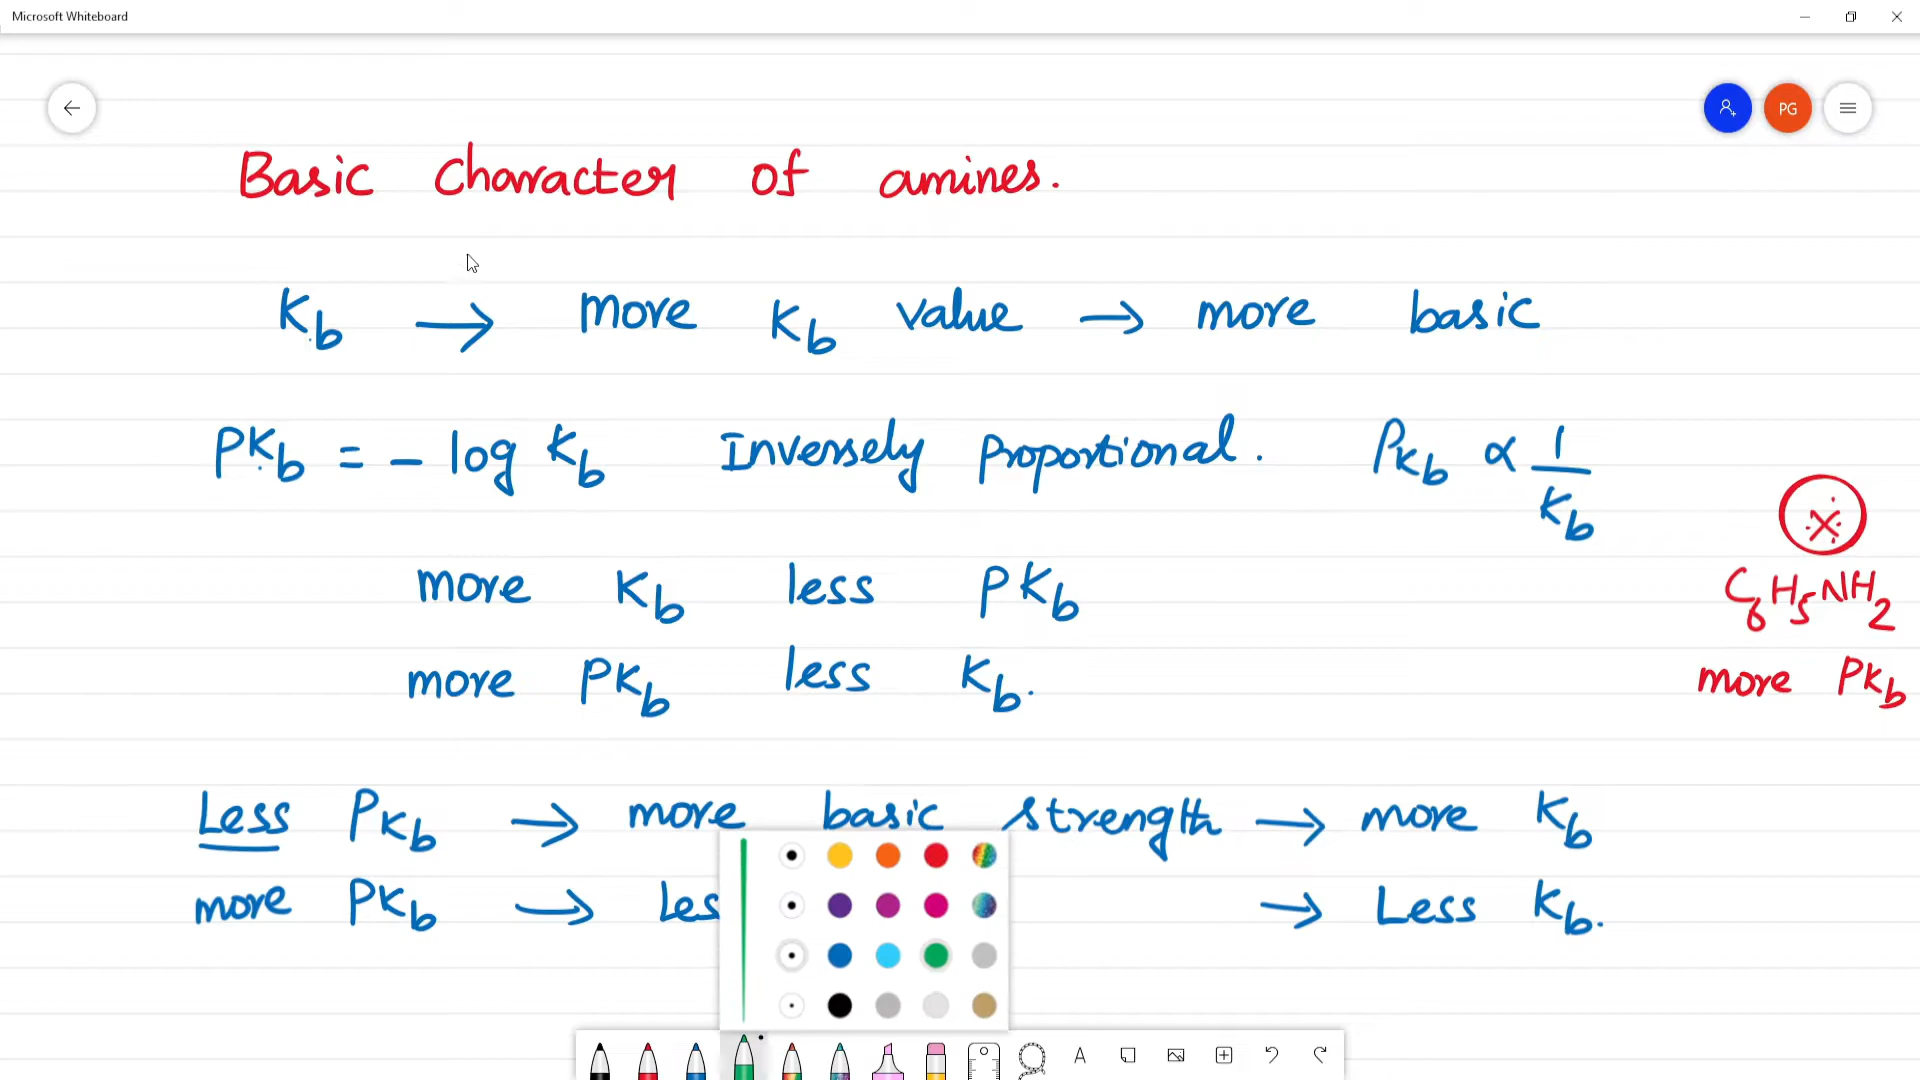 Microsoft Whiteboard
PG
Basic Character of amines.
Kb → more Kb value → more basic
PKb = - log Kb Inversely Proportional. PKb ∝ 1/Kb
more Kb less PKb
more PKb less Kb.
C6H5NH2
more PKb
Less PKb → more basic strength → more Kb
more PKb → Les → Less Kb.
A